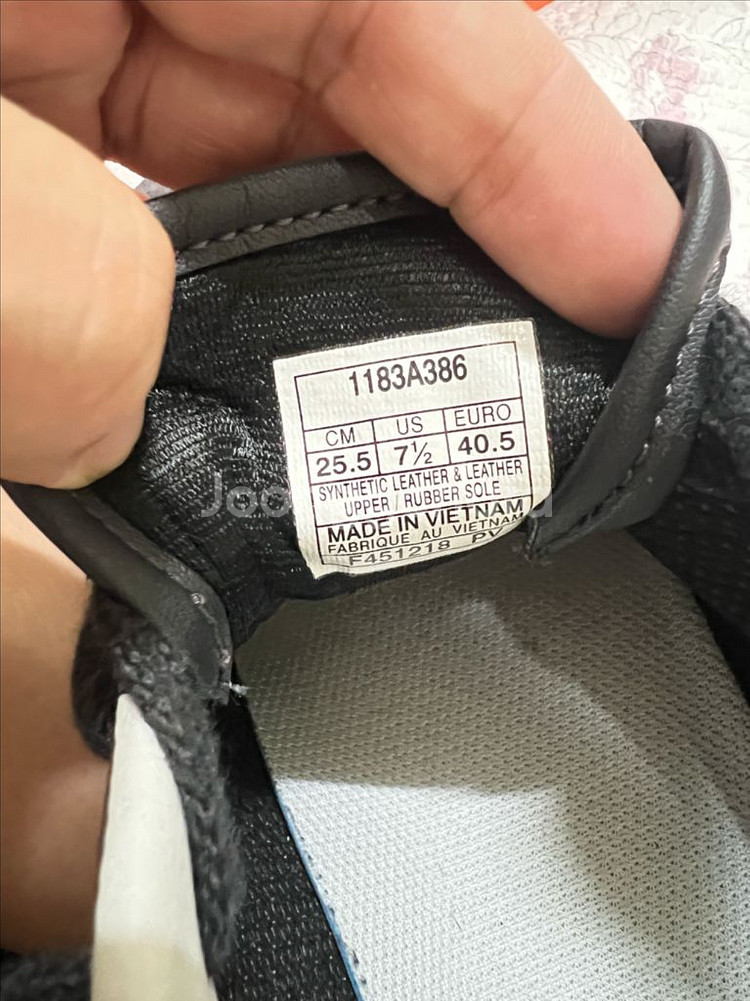 1183A386
CM US EURO
25.5 7½ 40.5
SYNTHETIC LEATHER & LEATHER
UPPER / RUBBER SOLE
MADE IN VIETNAM
FABRIQUE AU VIETNAM
F451218 PV